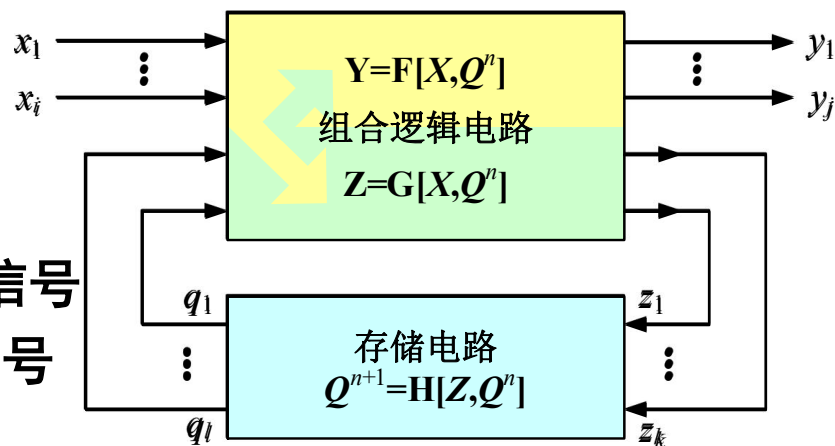 x₁
y₁
Y=F[X,Qⁿ]
⋮
⋮
xᵢ
yⱼ
组合逻辑电路
Z=G[X,Qⁿ]
信号
q₁
z₁
存储电路
号
⋮
⋮
Qⁿ⁺¹=H[Z,Qⁿ]
qₗ
zₖ